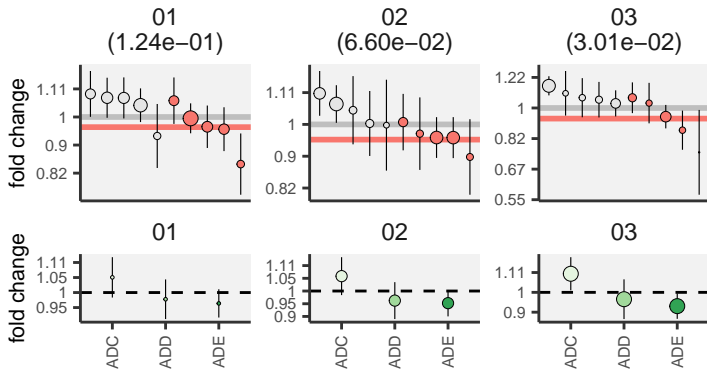 01 02 03
(1.24e−01) (6.60e−02) (3.01e−02)
fold change
1.11 1 0.9 0.82
1.11 1 0.9 0.82
1.22 1 0.82 0.67 0.55
01 02 03
fold change
1.11 1.05 1 0.95
1.11 1.05 1 0.95 0.9
1.11 1 0.9
ADC ADD ADE ADC ADD ADE ADC ADD ADE